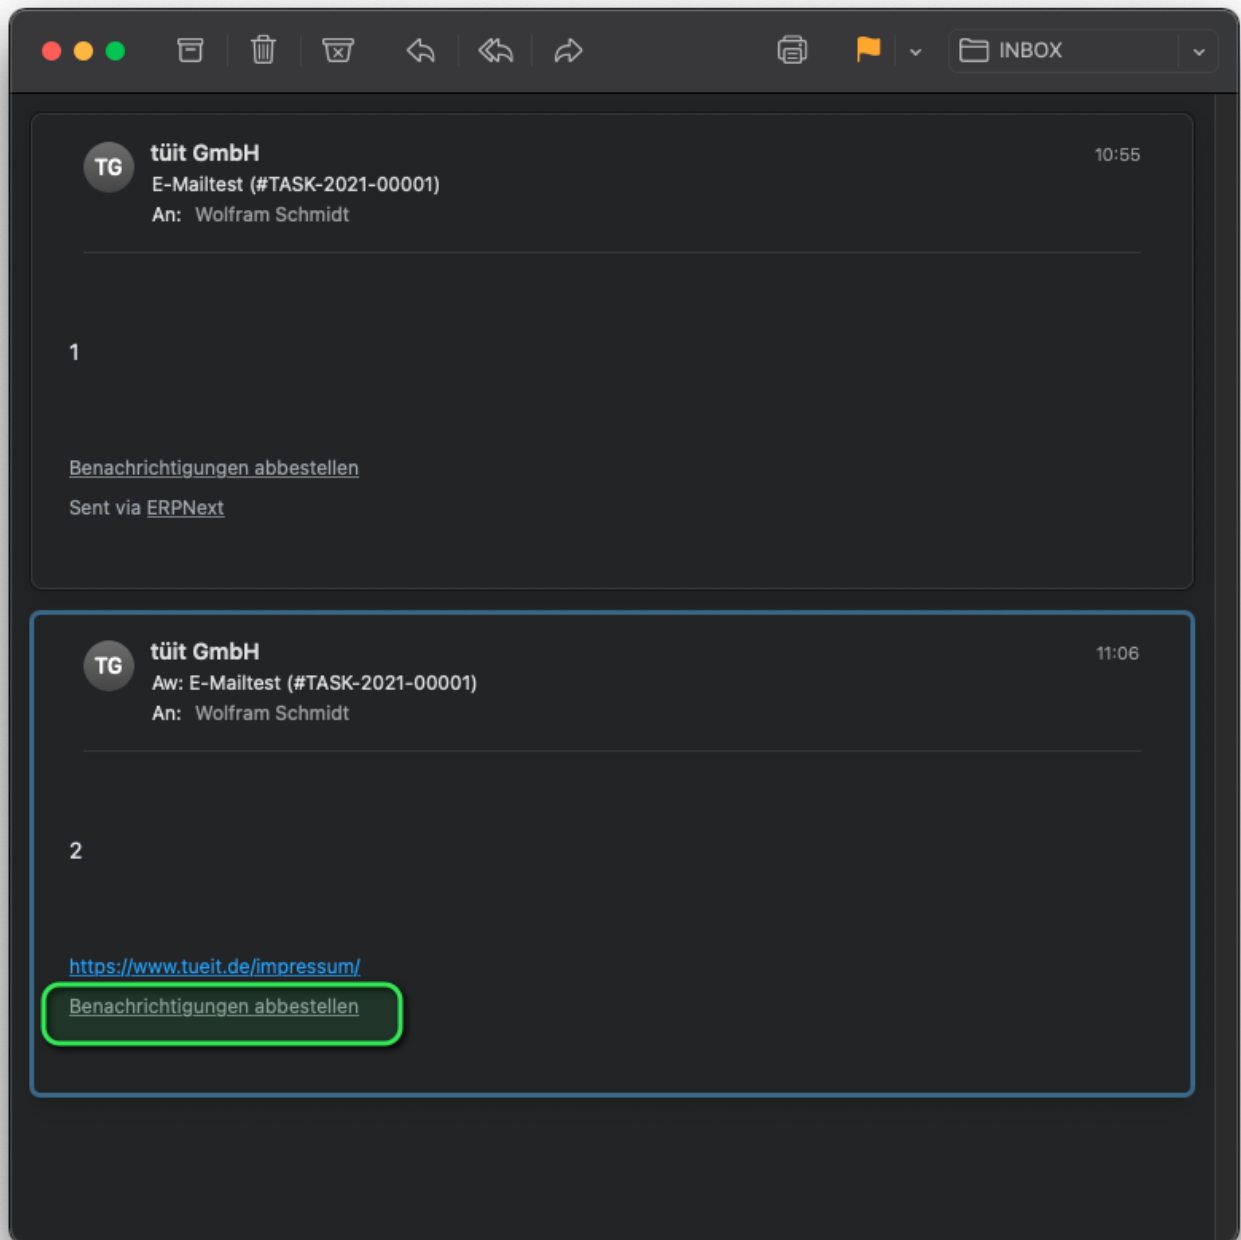 INBOX
TG
tüit GmbH
10:55
E-Mailtest (#TASK-2021-00001)
An: Wolfram Schmidt
1
Benachrichtigungen abbestellen
Sent via ERPNext
TG
tüit GmbH
11:06
Aw: E-Mailtest (#TASK-2021-00001)
An: Wolfram Schmidt
2
https://www.tueit.de/impressum/
Benachrichtigungen abbestellen